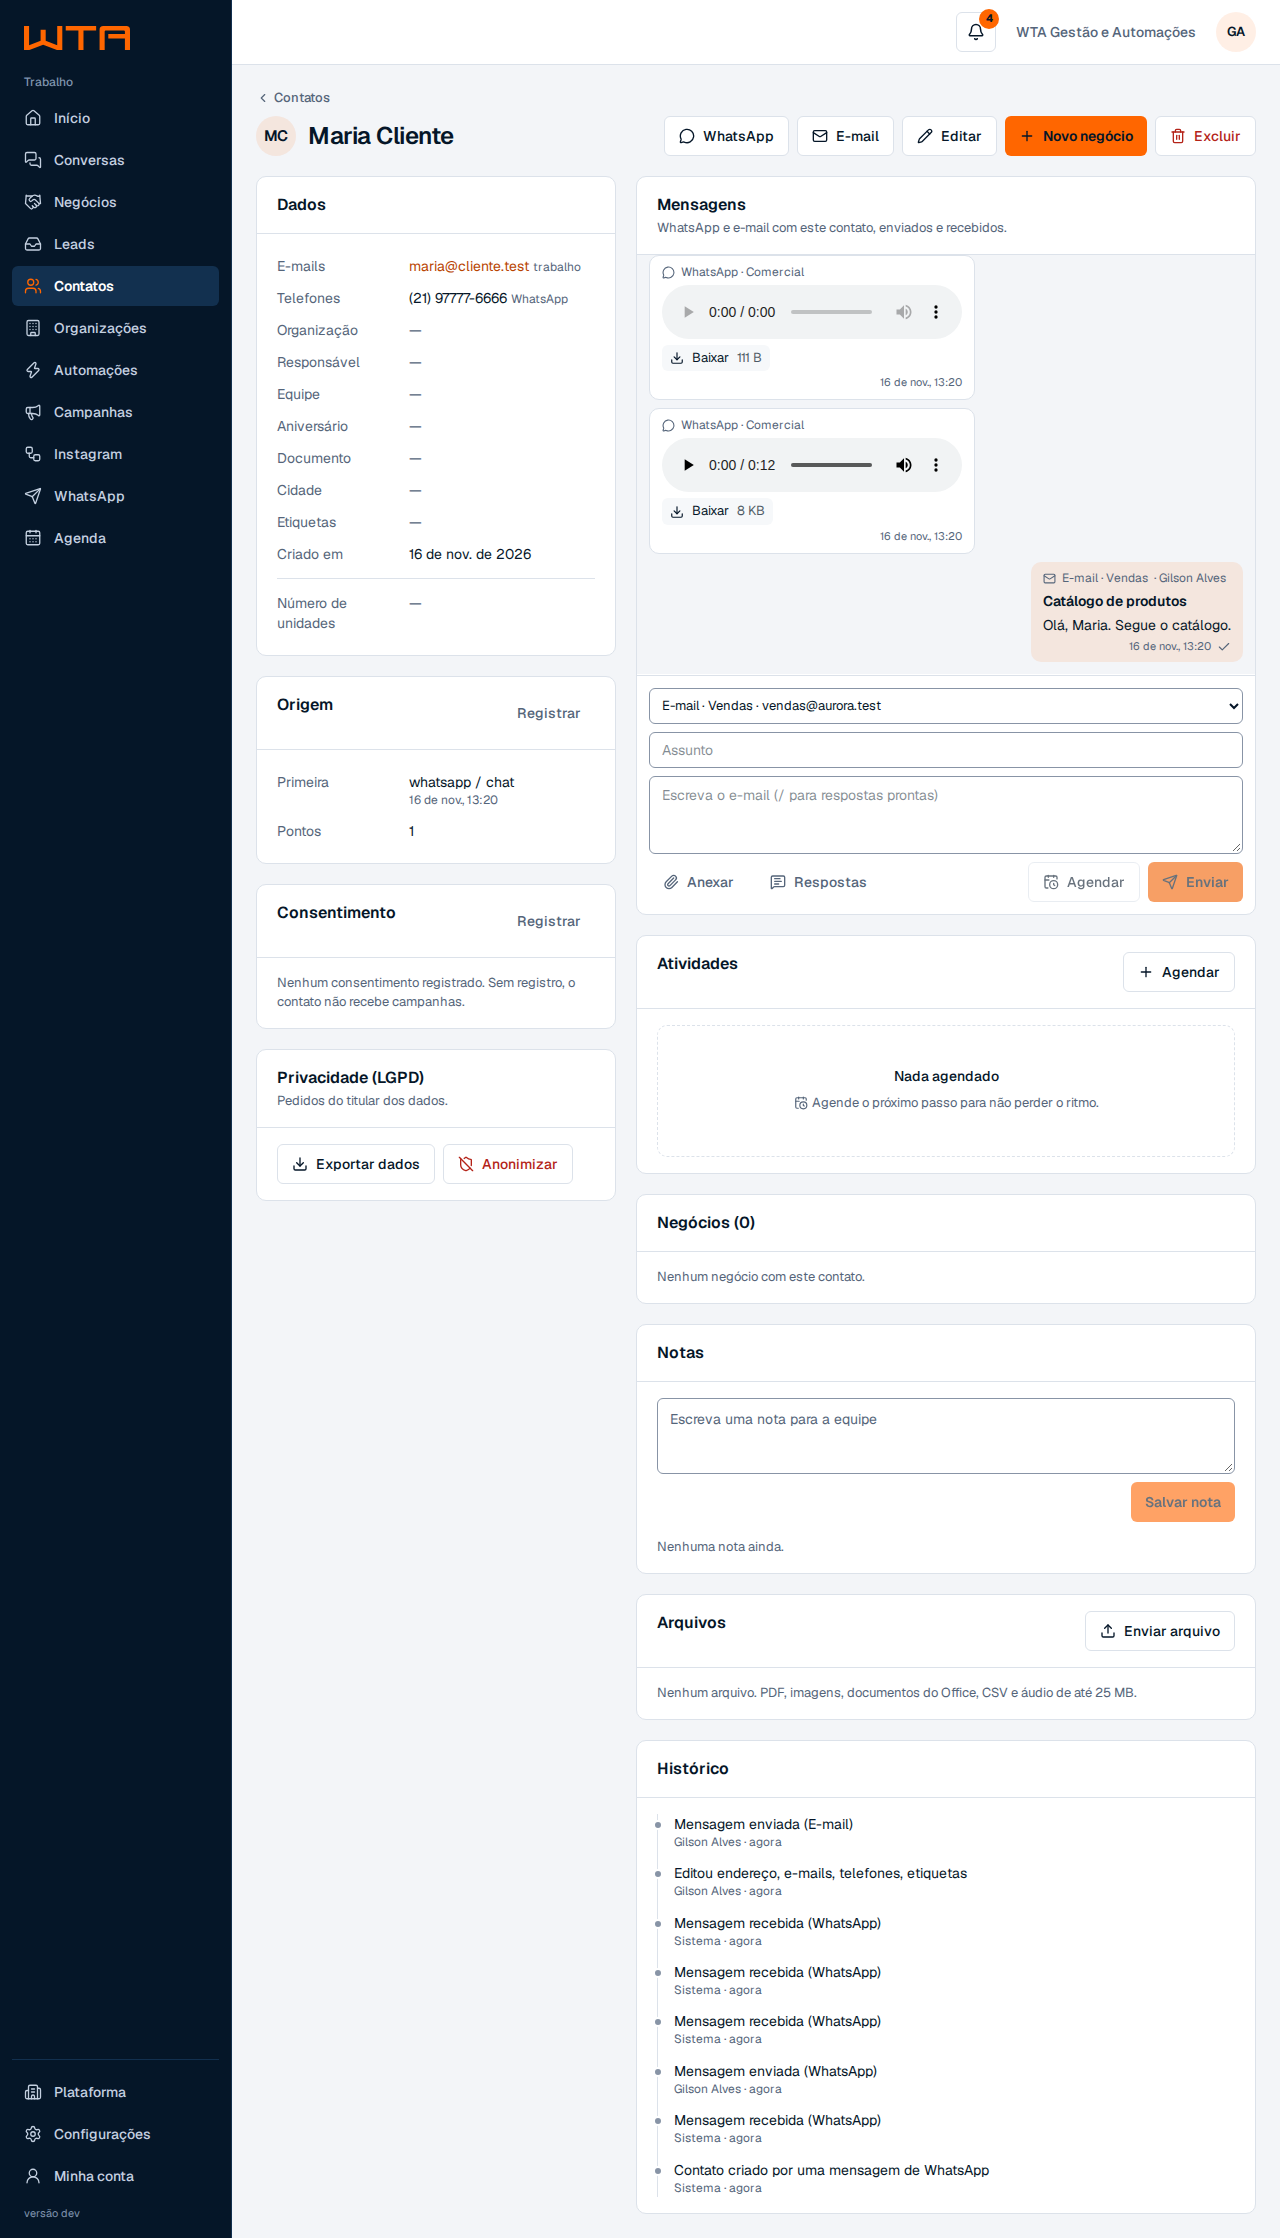 WTA
Trabalho
Início
Conversas
Negócios
Leads
Contatos
Organizações
Automações
Campanhas
Instagram
WhatsApp
Agenda
Plataforma
Configurações
Minha conta
versão dev
4
WTA Gestão e Automações
GA
Contatos
MC
Maria Cliente
WhatsApp
E-mail
Editar
Novo negócio
Excluir
Dados
E-mails maria@cliente.test trabalho
Telefones (21) 97777-6666 WhatsApp
Organização —
Responsável —
Equipe —
Aniversário —
Documento —
Cidade —
Etiquetas —
Criado em 16 de nov. de 2026
Número de —
unidades
Origem
Registrar
Primeira whatsapp / chat
16 de nov., 13:20
Pontos 1
Consentimento
Registrar
Nenhum consentimento registrado. Sem registro, o
contato não recebe campanhas.
Privacidade (LGPD)
Pedidos do titular dos dados.
Exportar dados
Anonimizar
Mensagens
WhatsApp e e-mail com este contato, enviados e recebidos.
WhatsApp · Comercial
0:00 / 0:00
Baixar 111 B
16 de nov., 13:20
WhatsApp · Comercial
0:00 / 0:12
Baixar 8 KB
16 de nov., 13:20
E-mail · Vendas · Gilson Alves
Catálogo de produtos
Olá, Maria. Segue o catálogo.
16 de nov., 13:20
E-mail · Vendas · vendas@aurora.test
Assunto
Escreva o e-mail (/ para respostas prontas)
Anexar
Respostas
Agendar
Enviar
Atividades
Agendar
Nada agendado
Agende o próximo passo para não perder o ritmo.
Negócios (0)
Nenhum negócio com este contato.
Notas
Escreva uma nota para a equipe
Salvar nota
Nenhuma nota ainda.
Arquivos
Enviar arquivo
Nenhum arquivo. PDF, imagens, documentos do Office, CSV e áudio de até 25 MB.
Histórico
Mensagem enviada (E-mail)
Gilson Alves · agora
Editou endereço, e-mails, telefones, etiquetas
Gilson Alves · agora
Mensagem recebida (WhatsApp)
Sistema · agora
Mensagem recebida (WhatsApp)
Sistema · agora
Mensagem recebida (WhatsApp)
Sistema · agora
Mensagem enviada (WhatsApp)
Gilson Alves · agora
Mensagem recebida (WhatsApp)
Sistema · agora
Contato criado por uma mensagem de WhatsApp
Sistema · agora